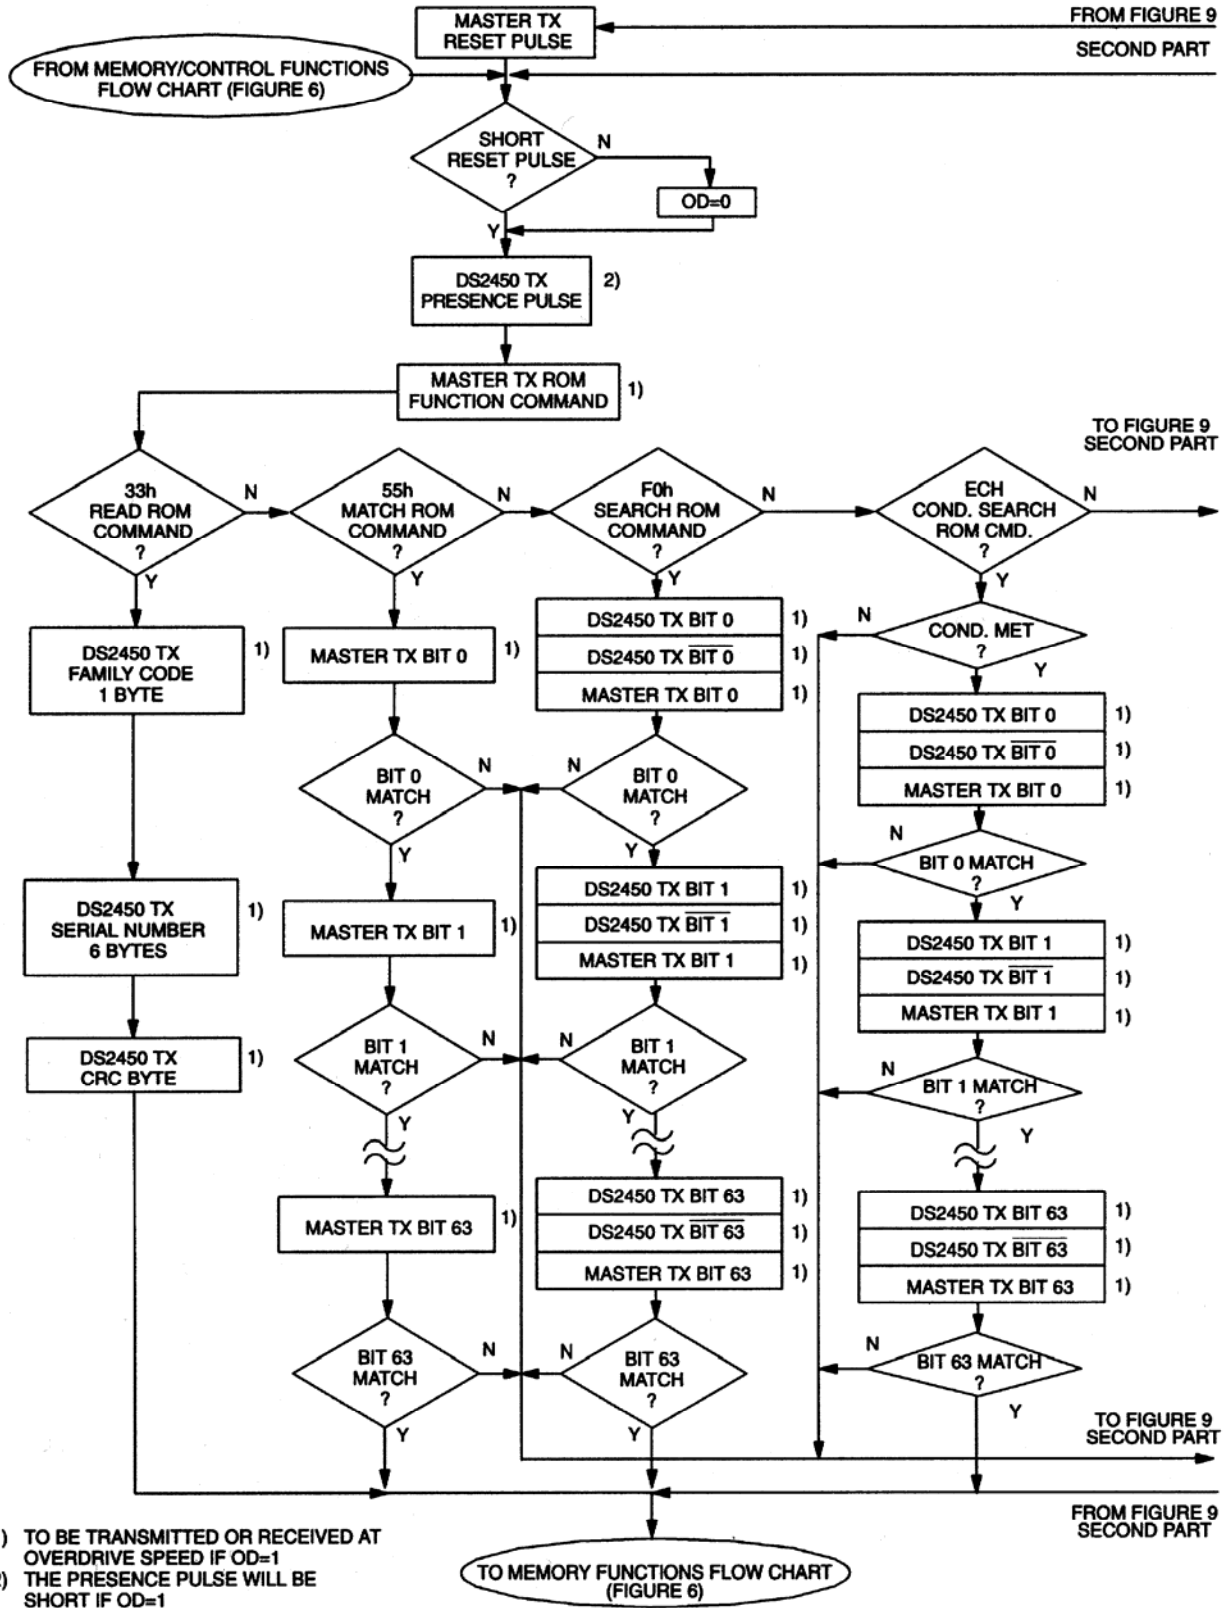 MASTER TX
RESET PULSE
FROM FIGURE 9
SECOND PART
FROM MEMORY/CONTROL FUNCTIONS
FLOW CHART (FIGURE 6)
SHORT
RESET PULSE
?
N
OD=0
Y
DS2450 TX
PRESENCE PULSE
2)
MASTER TX ROM
FUNCTION COMMAND
1)
TO FIGURE 9
SECOND PART
33h
READ ROM
COMMAND
?
N
Y
55h
MATCH ROM
COMMAND
?
N
Y
F0h
SEARCH ROM
COMMAND
?
N
Y
ECH
COND. SEARCH
ROM CMD.
?
N
Y
DS2450 TX
FAMILY CODE
1 BYTE
1)
DS2450 TX
SERIAL NUMBER
6 BYTES
1)
DS2450 TX
CRC BYTE
1)
MASTER TX BIT 0
1)
BIT 0
MATCH
?
N
Y
MASTER TX BIT 1
1)
BIT 1
MATCH
?
N
Y
MASTER TX BIT 63
1)
BIT 63
MATCH
?
N
Y
DS2450 TX BIT 0
1)
DS2450 TX BIT 0
1)
MASTER TX BIT 0
1)
BIT 0
MATCH
?
N
Y
DS2450 TX BIT 1
1)
DS2450 TX BIT 1
1)
MASTER TX BIT 1
1)
BIT 1
MATCH
?
N
Y
DS2450 TX BIT 63
1)
DS2450 TX BIT 63
1)
MASTER TX BIT 63
1)
BIT 63
MATCH
?
N
Y
COND. MET
?
N
Y
DS2450 TX BIT 0
1)
DS2450 TX BIT 0
1)
MASTER TX BIT 0
1)
BIT 0 MATCH
?
N
Y
DS2450 TX BIT 1
1)
DS2450 TX BIT 1
1)
MASTER TX BIT 1
1)
BIT 1 MATCH
?
N
Y
DS2450 TX BIT 63
1)
DS2450 TX BIT 63
1)
MASTER TX BIT 63
1)
BIT 63 MATCH
?
N
Y
TO FIGURE 9
SECOND PART
FROM FIGURE 9
SECOND PART
TO MEMORY FUNCTIONS FLOW CHART
(FIGURE 6)
) TO BE TRANSMITTED OR RECEIVED AT
OVERDRIVE SPEED IF OD=1
2) THE PRESENCE PULSE WILL BE
SHORT IF OD=1